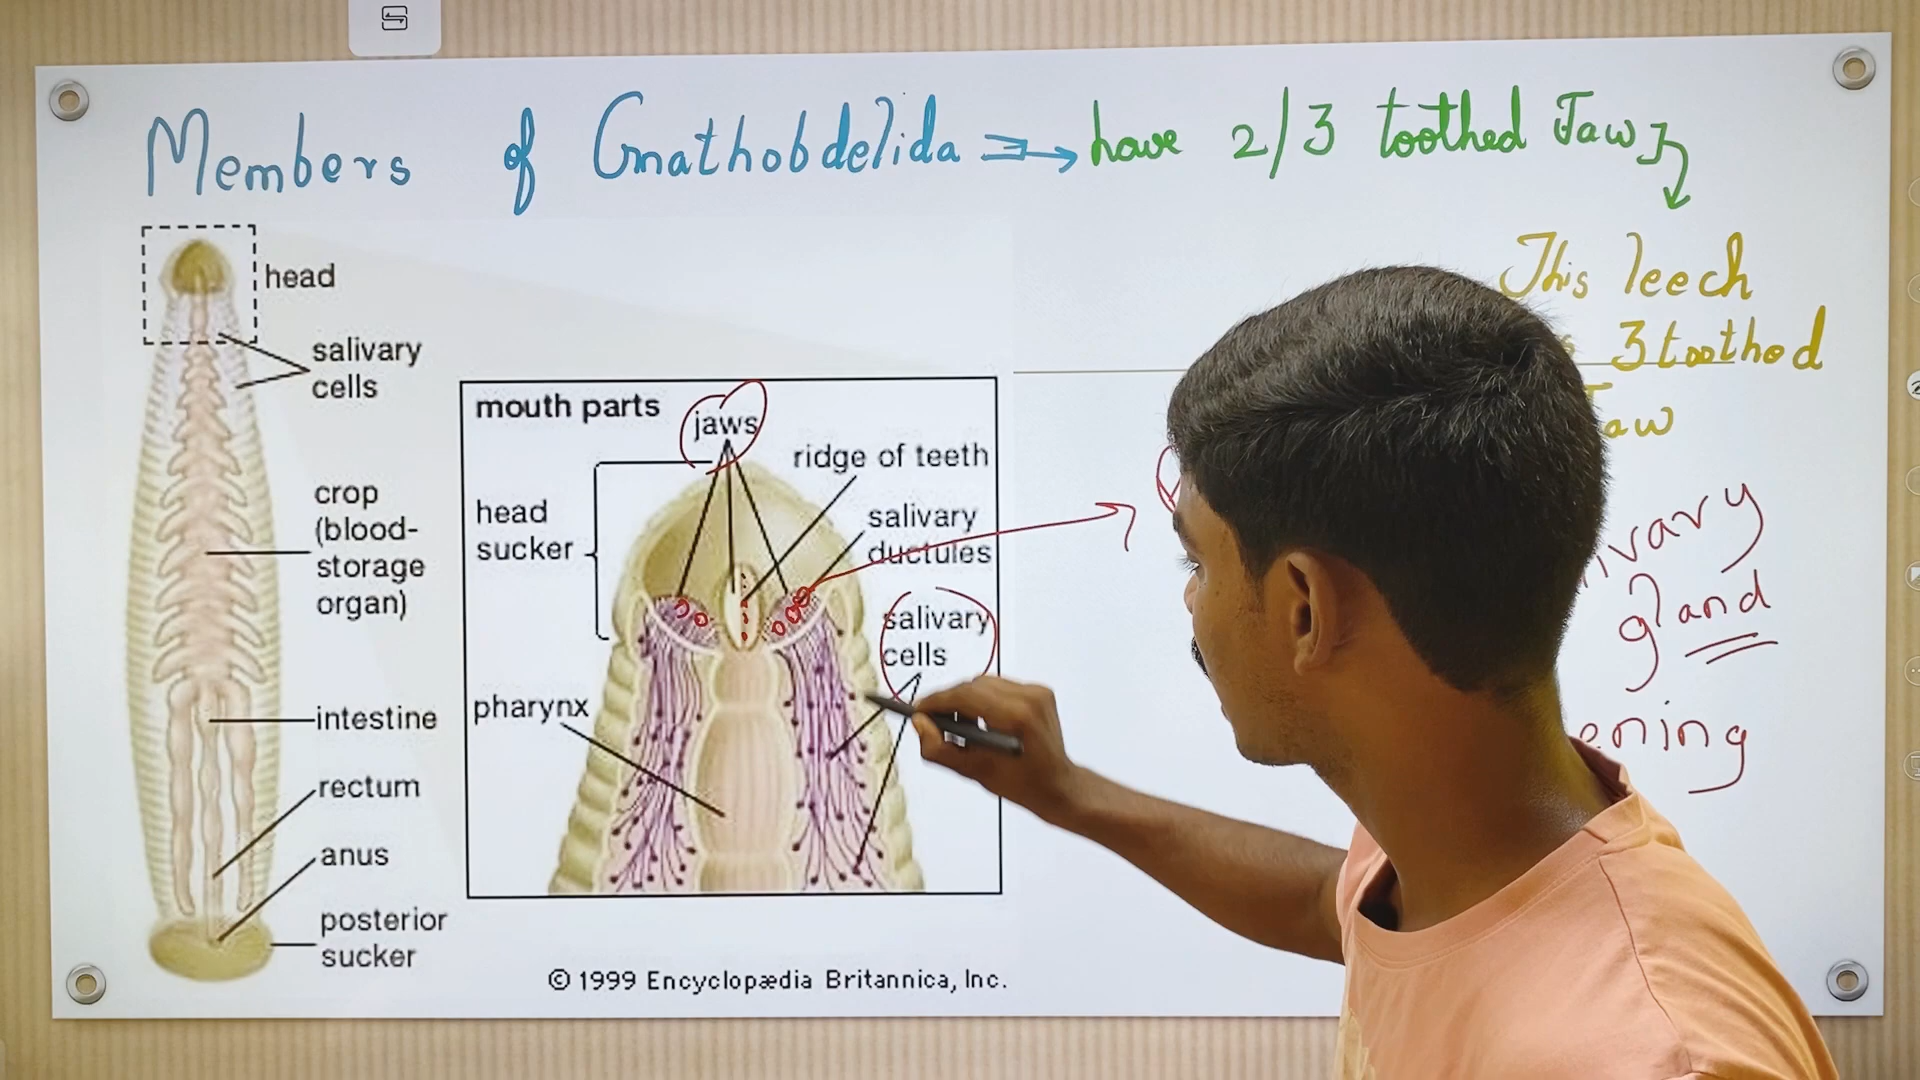 Members of Gnathobdelida ⇒ have 2/3 toothed Jaw
This leech
3 toothed
head
salivary
cells
crop
(blood-
storage
organ)
intestine
rectum
anus
posterior
sucker
mouth parts
jaws
ridge of teeth
head
sucker
salivary
ductules
salivary
cells
pharynx
© 1999 Encyclopædia Britannica, Inc.
gland